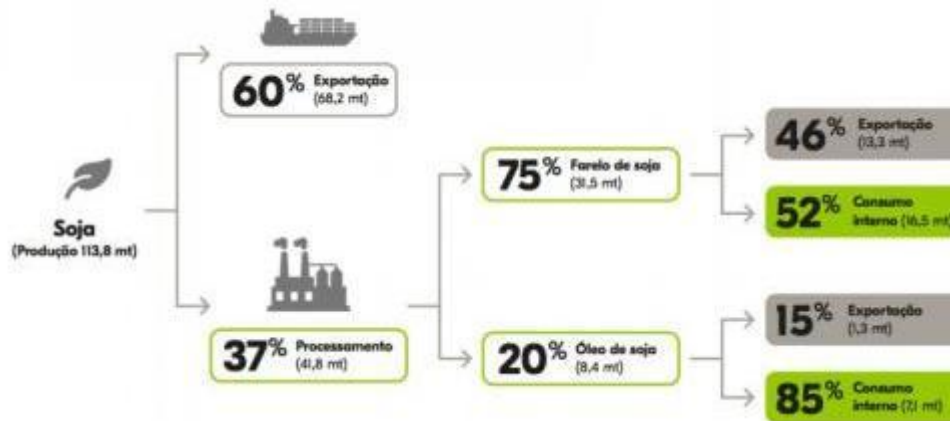 60% Exportação
(68,2 mt)
Soja
(Produção 113,8 mt)
37% Processamento
(41,8 mt)
75% Farelo de soja
(31,5 mt)
20% Óleo de soja
(8,4 mt)
46% Exportação
(13,3 mt)
52% Consumo
interno (16,5 mt)
15% Exportação
(1,3 mt)
85% Consumo
interno (7,1 mt)